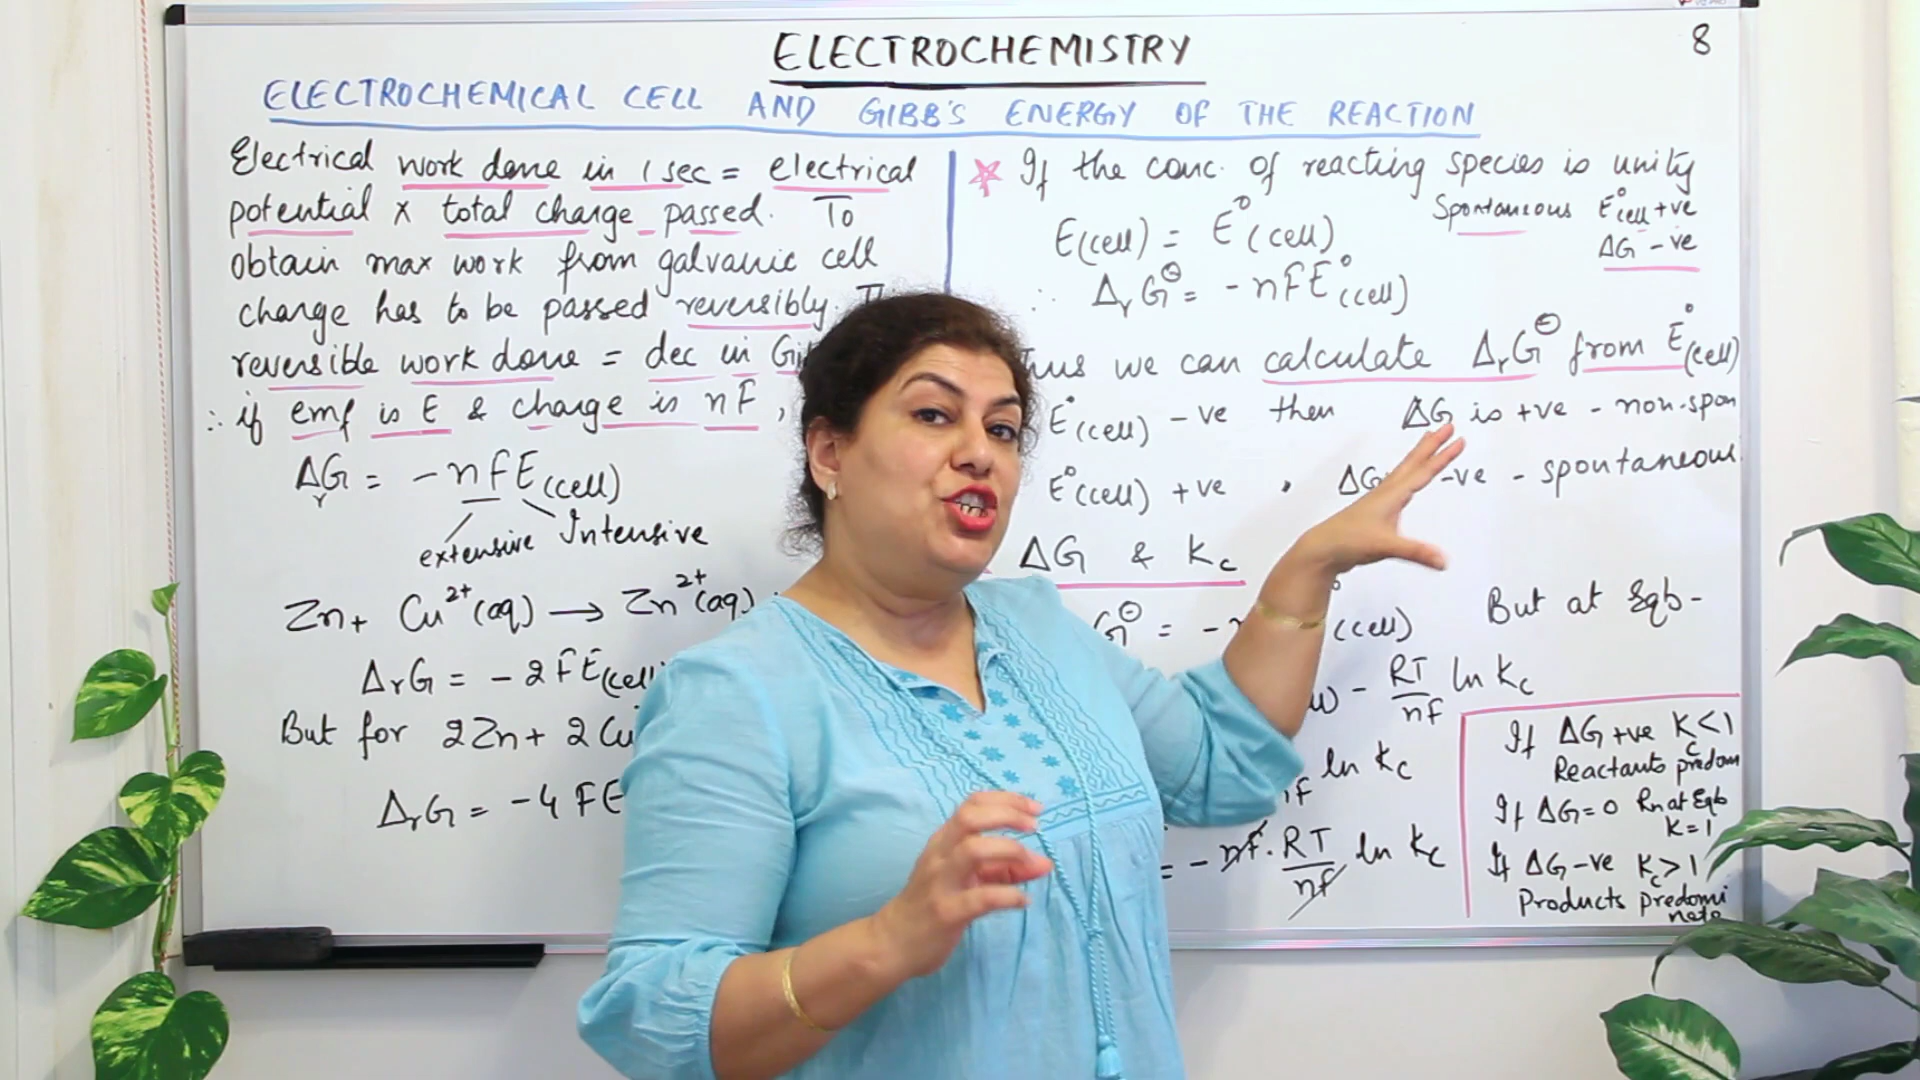 ELECTROCHEMISTRY
8
ELECTROCHEMICAL CELL AND GIBB'S ENERGY OF THE REACTION
Electrical work done in 1 sec = electrical
potential x total charge passed. To
obtain max work from galvanic cell
charge has to be passed reversibly.
reversible work done = dec in
∴ if emf is E & charge is nF,
ΔrG = -nFE(cell)
extensive Intensive
Zn + Cu²⁺(aq) → Zn²⁺(aq)
ΔrG = -2FE(cell
But for 2Zn + 2Cu
ΔrG = -4FE
☆ If the conc. of reacting species is unity
E(cell) = E°(cell)
Spontaneous E°cell +ve
ΔG -ve
∴ ΔrG⊖ = -nFE°(cell)
we can calculate ΔrG⊖ from E°(cell)
E°(cell) -ve then ΔG is +ve - non-spon
E°(cell) +ve ΔG -ve - spontaneous
ΔG & Kc
G⊖ = - (cell) But at Eqb-
- RT/nF ln Kc
ln Kc
= -nF. RT/nF ln Kc
If ΔG +ve Kc<1
Reactants predom
If ΔG=0 Rn at Eqb
K=1
If ΔG -ve Kc>1
Products predomi
nate